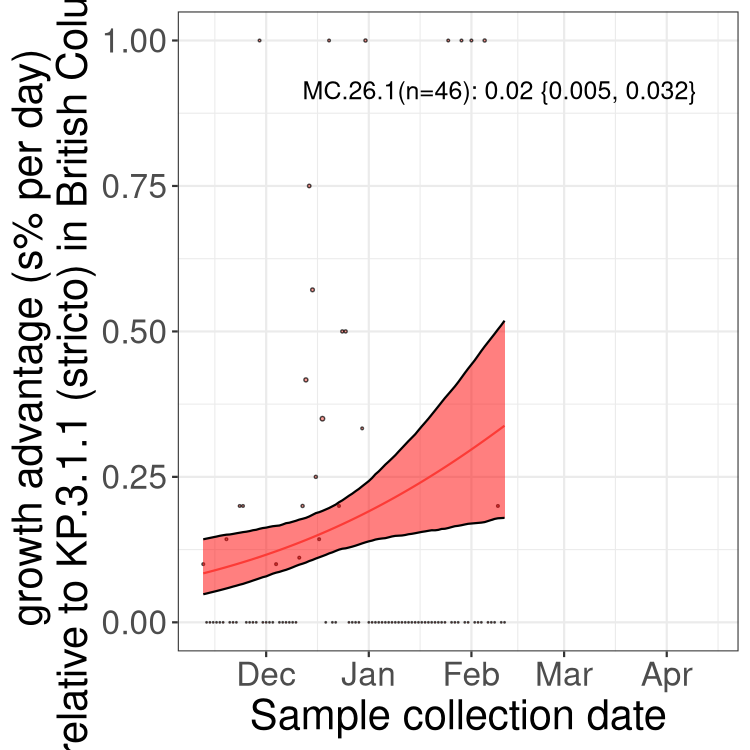 growth advantage (s% per day)
relative to KP.3.1.1 (stricto) in British Colu
1.00
0.75
0.50
0.25
0.00
MC.26.1(n=46): 0.02 {0.005, 0.032}
Dec Jan Feb Mar Apr
Sample collection date